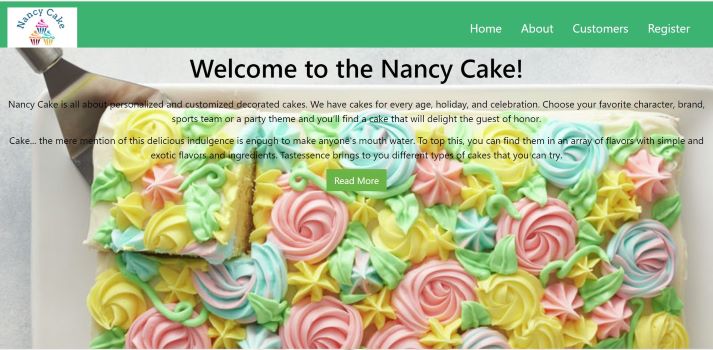 Nancy Cake
Home About Customers Register
Welcome to the Nancy Cake!
Nancy Cake is all about personalized and customized decorated cakes. We have cakes for every age, holiday, and celebration. Choose your favorite character, brand,
sports team or a party theme and you'll find a cake that will delight the guest of honor.
Cake... the mere mention of this delicious indulgence is enough to make anyone's mouth water. To top this, you can find them in an array of flavors with simple and
exotic flavors and ingredients. Tastessence brings to you different types of cakes that you can try.
Read More